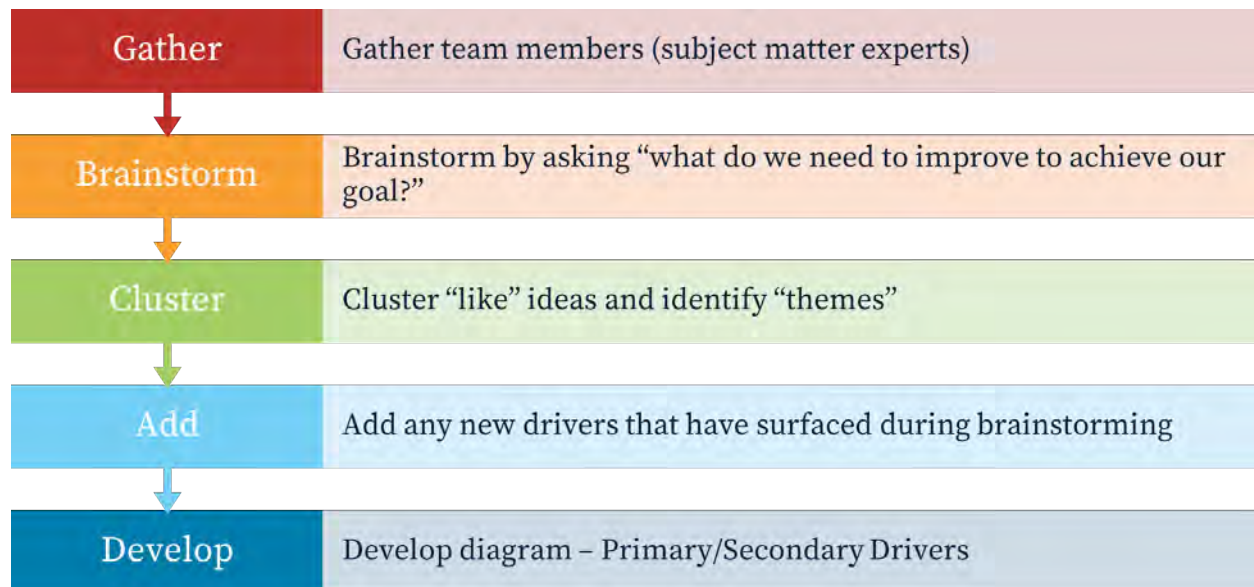 Gather
Gather team members (subject matter experts)
Brainstorm
Brainstorm by asking “what do we need to improve to achieve our
goal?”
Cluster
Cluster “like” ideas and identify “themes”
Add
Add any new drivers that have surfaced during brainstorming
Develop
Develop diagram – Primary/Secondary Drivers